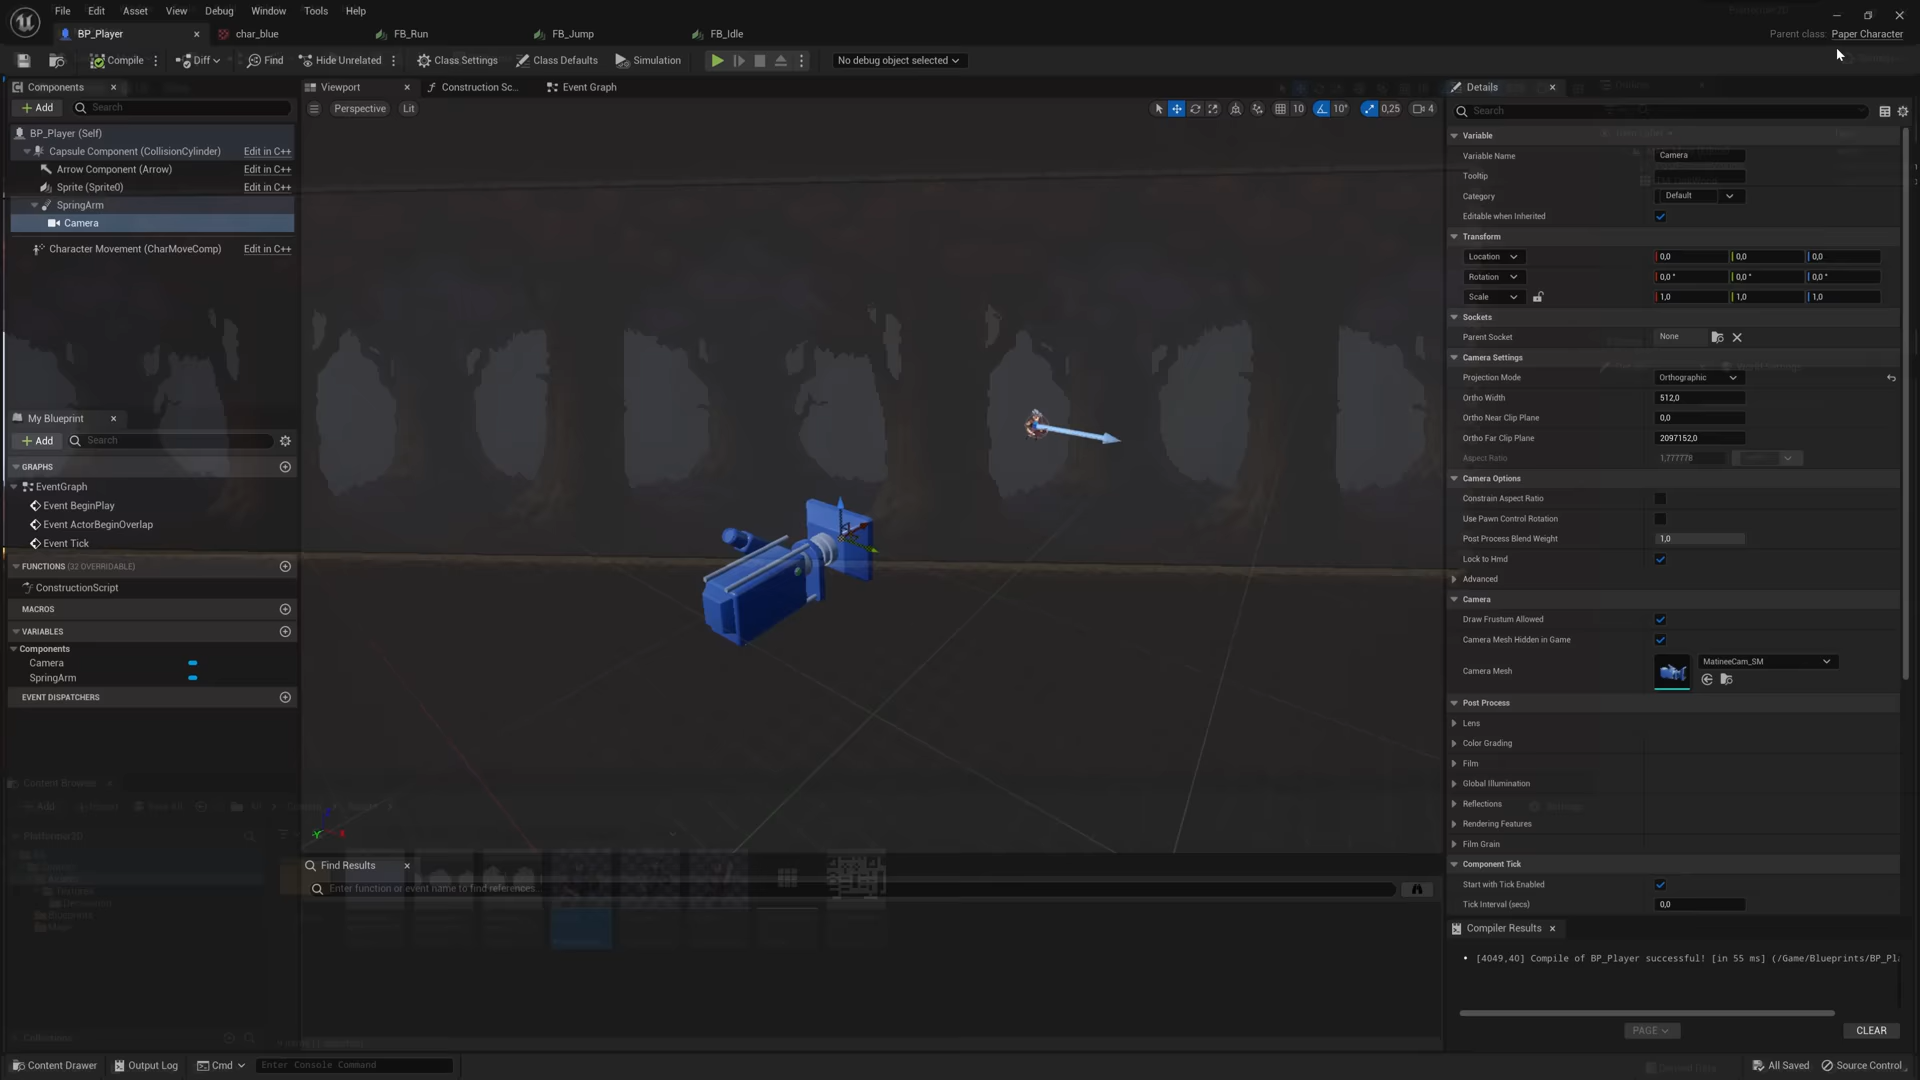 File Edit Asset View Debug Window Tools Help
BP_Player char_blue FB_Run FB_Jump FB_Idle Parent class: Paper Character
Compile Diff Find Hide Unrelated Class Settings Class Defaults Simulation No debug object selected
Components
Add Search
BP_Player (Self)
Capsule Component (CollisionCylinder) Edit in C++
Arrow Component (Arrow) Edit in C++
Sprite (Sprite0) Edit in C++
SpringArm
Camera
Character Movement (CharMoveComp) Edit in C++
My Blueprint
Add Search
GRAPHS
EventGraph
Event BeginPlay
Event ActorBeginOverlap
Event Tick
FUNCTIONS (32 OVERRIDABLE)
ConstructionScript
MACROS
VARIABLES
Components
Camera
SpringArm
EVENT DISPATCHERS
Content Browser
Add
Platformer2D
Collections
Viewport Construction Sc... Event Graph
Perspective Lit 10 10° 0,25 4
Find Results
Enter function or event name to find references...
Details
Search
Variable
Variable Name Camera
Tooltip
Category Default
Editable when Inherited
Transform
Location 0,0 0,0 0,0
Rotation 0,0 ° 0,0 ° 0,0 °
Scale 1,0 1,0 1,0
Sockets
Parent Socket None
Camera Settings
Projection Mode Orthographic
Ortho Width 512,0
Ortho Near Clip Plane 0,0
Ortho Far Clip Plane 2097152,0
Aspect Ratio 1,777778
Camera Options
Constrain Aspect Ratio
Use Pawn Control Rotation
Post Process Blend Weight 1,0
Lock to Hmd
Advanced
Camera
Draw Frustum Allowed
Camera Mesh Hidden in Game
Camera Mesh MatineeCam_SM
Post Process
Lens
Color Grading
Film
Global Illumination
Reflections
Rendering Features
Film Grain
Component Tick
Start with Tick Enabled
Tick Interval (secs) 0,0
Compiler Results
[4049,40] Compile of BP_Player successful! [in 55 ms] (/Game/Blueprints/BP_Pl
PAGE CLEAR
Content Drawer Output Log Cmd Enter Console Command All Saved Source Control